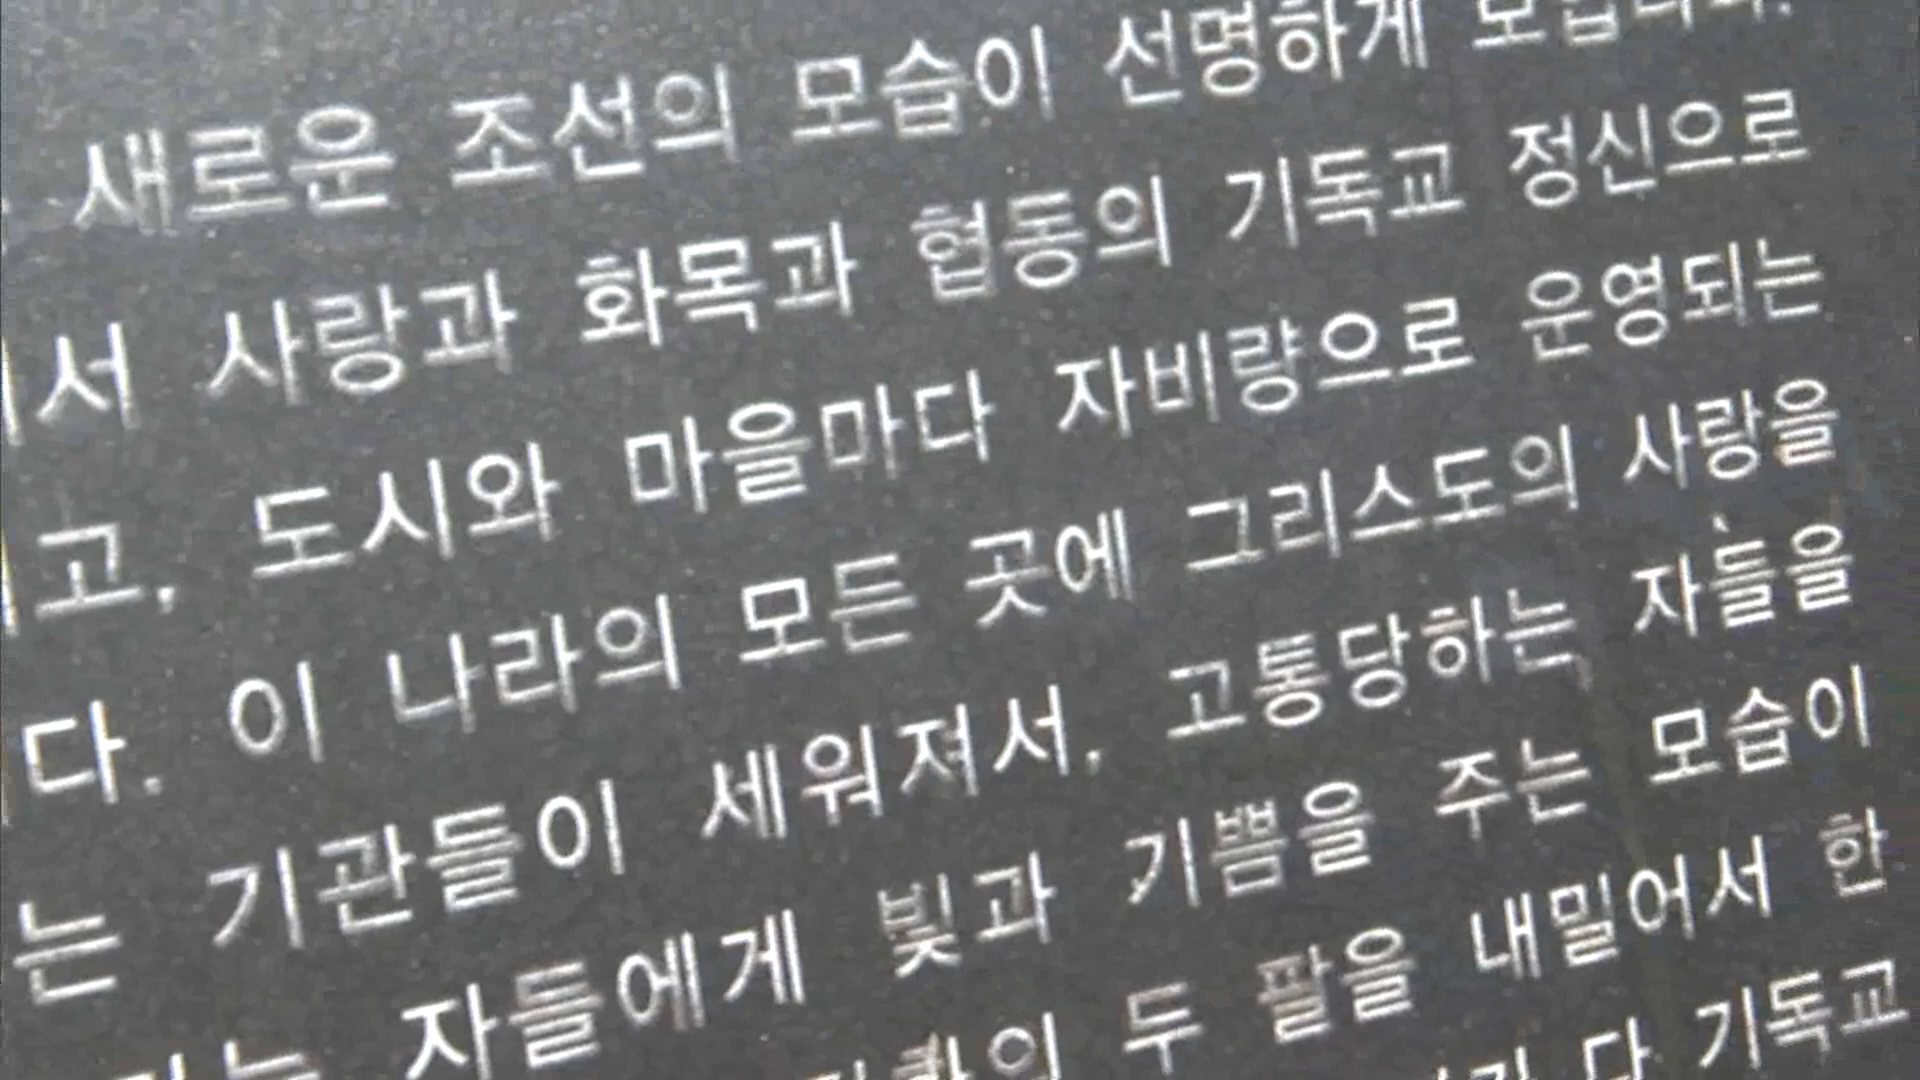 새로운 조선의 모습이 선명하게 보입니다.
서 사랑과 화목과 협동의 기독교 정신으로
고, 도시와 마을마다 자비량으로 운영되는
다. 이 나라의 모든 곳에 그리스도의 사랑을
는 기관들이 세워져서, 고통당하는 자들을
자들에게 빛과 기쁨을 주는 모습이
두 팔을 내밀어서 한
다 기독교